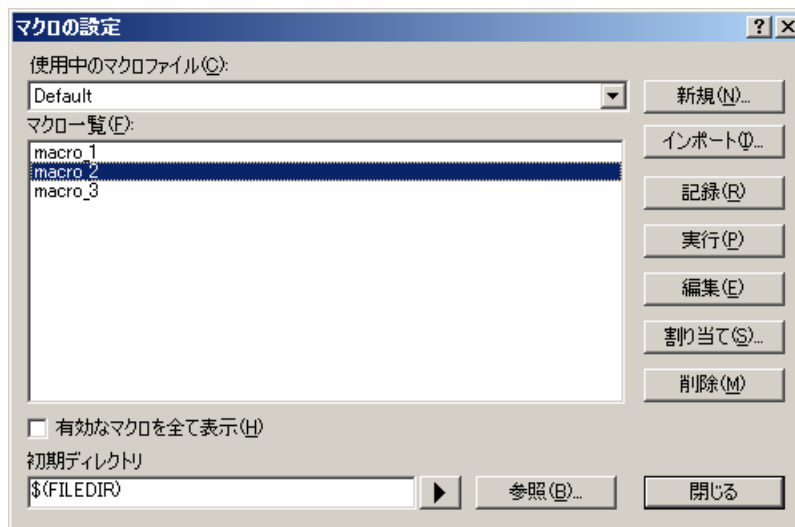 マクロの設定
使用中のマクロファイル(C):
Default
新規(N)...
マクロ一覧(F):
インポート(I)...
macro_1
macro_2
macro_3
記録(R)
実行(P)
編集(E)
割り当て(S)...
削除(M)
有効なマクロを全て表示(H)
初期ディレクトリ
$(FILEDIR)
参照(B)...
閉じる